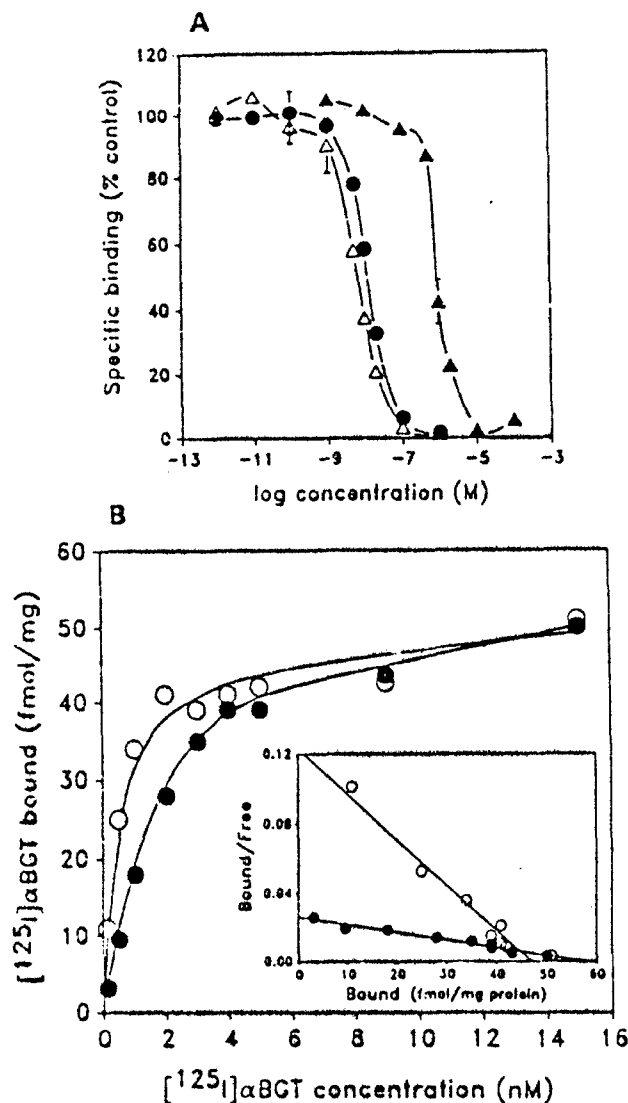 A
120
100
80
60
40
20
0
Specific binding (% control)
-13
-11
-9
-7
-5
-3
log concentration (M)
B
60
50
40
30
20
10
0
[125I]αBGT bound (fmol/mg)
0.12
0.08
0.04
0.00
Bound/Free
0 10 20 30 40 50 60
Bound (fmol/mg protein)
0 2 4 6 8 10 12 14 16
[125I]αBGT concentration (nM)